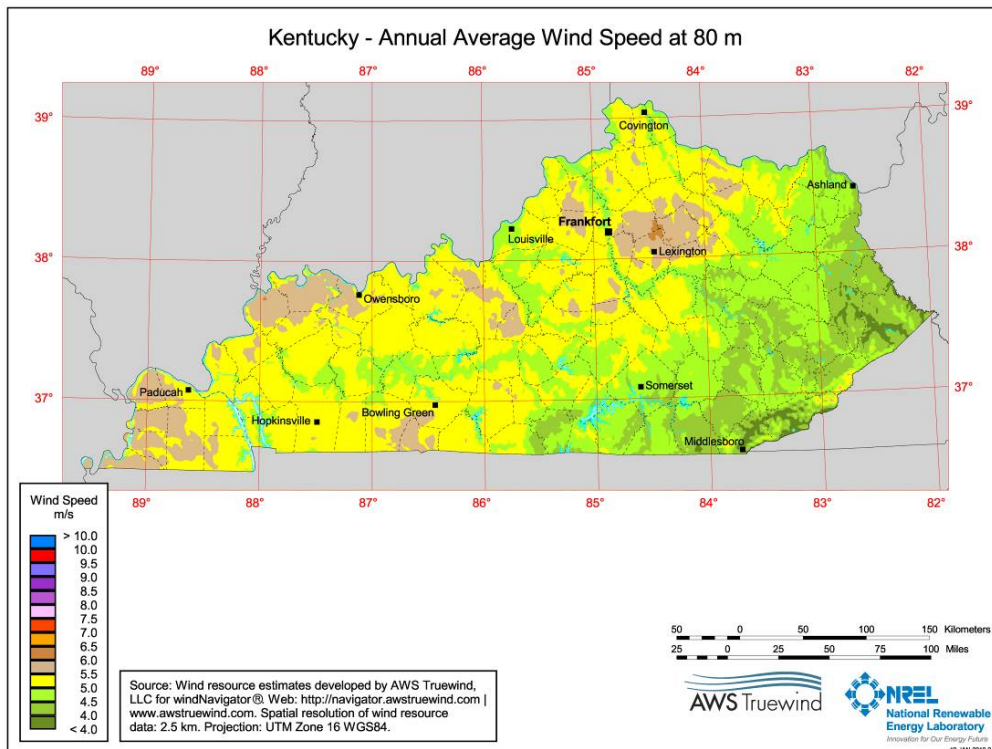 Kentucky - Annual Average Wind Speed at 80 m
89° 88° 87° 86° 85° 84° 83° 82°
39° 39°
Covington
Ashland
Frankfort
Louisville
Lexington
38° 38°
Owensboro
Paducah
Somerset
37° 37°
Hopkinsville
Bowling Green
Middlesboro
89° 88° 87° 86° 85° 84° 83° 82°
Wind Speed
m/s
> 10.0
10.0
9.5
9.0
8.5
8.0
7.5
7.0
6.5
6.0
5.5
5.0
4.5
4.0
< 4.0
Source: Wind resource estimates developed by AWS Truewind,
LLC for windNavigator®. Web: http://navigator.awstruewind.com |
www.awstruewind.com. Spatial resolution of wind resource
data: 2.5 km. Projection: UTM Zone 16 WGS84.
50 0 50 100 150 Kilometers
25 0 25 50 75 100 Miles
AWS Truewind
NREL
National Renewable
Energy Laboratory
Innovation for Our Energy Future